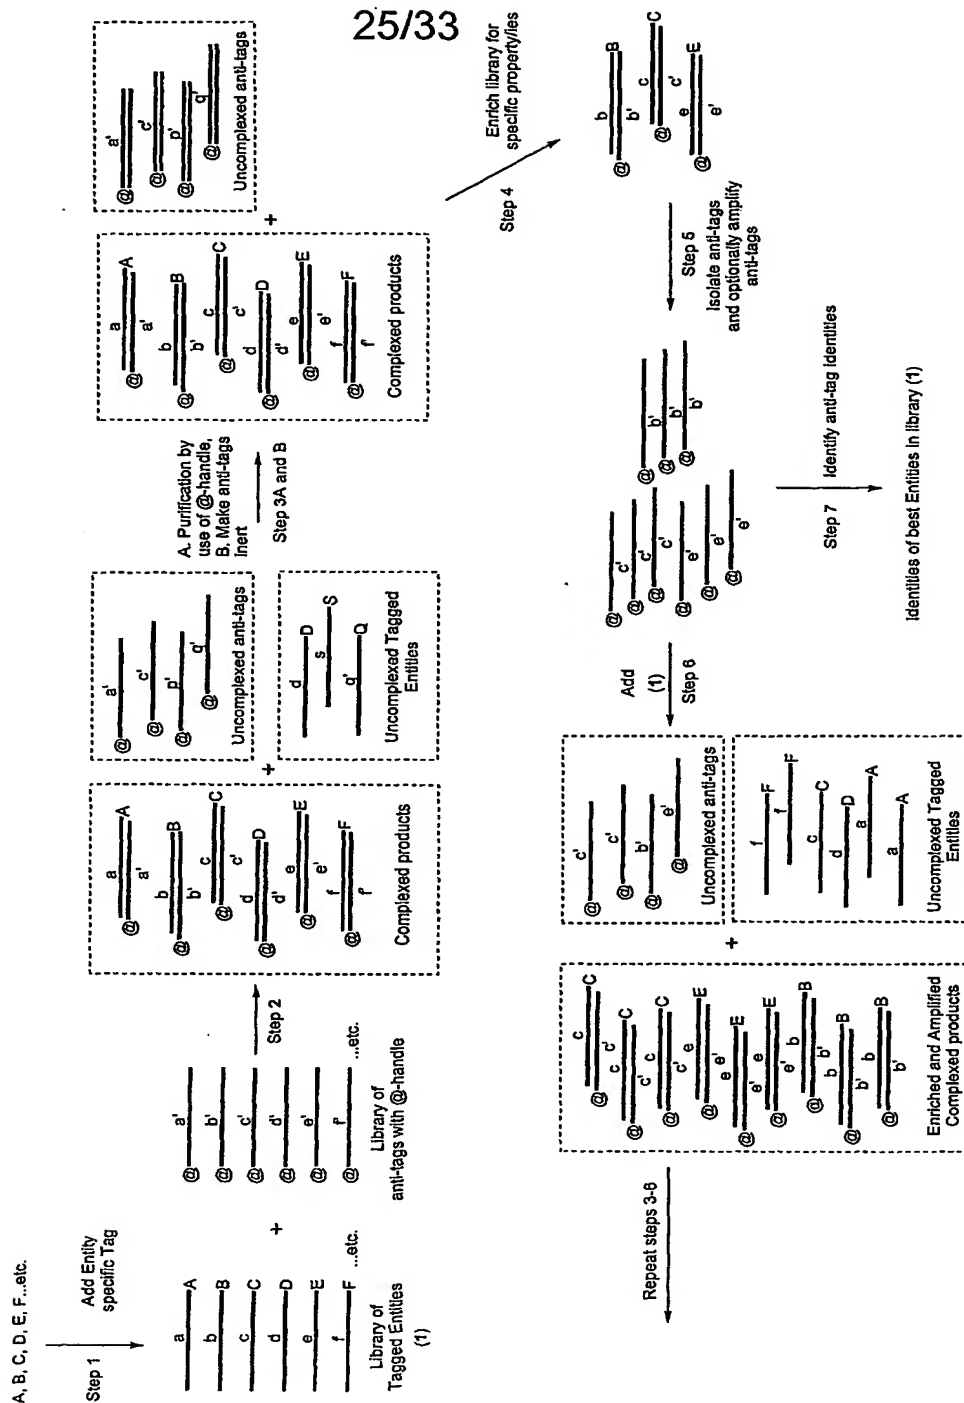 25/33
A, B, C, D, E, F...etc.
Step 1
Add Entity
specific Tag
a
A
b
B
c
C
d
D
e
E
f
F
...etc.
Library of
Tagged Entities
(1)
+
@
a'
@
b'
@
c'
@
d'
@
e'
@
f'
...etc.
Library of
anti-tags with @-handle
Step 2
@
@
a
a'
A
@
@
b
b'
B
@
@
c
c'
C
@
@
d
d'
D
@
@
e
e'
E
@
@
f
f'
F
Complexed products
+
@
a'
@
c'
@
p'
@
q'
Uncomplexed anti-tags
d
D
s
S
q'
Q
Uncomplexed Tagged
Entities
A. Purification by
use of @-handle,
B. Make anti-tags
inert
Step 3A and B
@
@
a
a'
A
@
@
b
b'
B
@
@
c
c'
C
@
@
d
d'
D
@
@
e
e'
E
@
@
f
f'
F
Complexed products
+
@
a'
@
c'
@
p'
@
q'
Uncomplexed anti-tags
Step 4
Enrich library for
specific property/ies
@
b
b'
B
@
c
c'
C
@
e
e'
E
Step 5
Isolate anti-tags
and optionally amplify
anti-tags
@
c'
@
c'
@
c'
@
e'
@
e'
@
e'
@
b'
@
b'
@
b'
Step 7
Identify anti-tag identities
Identities of best Entities in library (1)
Add
(1)
Step 6
@
c'
@
c'
@
b'
@
e'
Uncomplexed anti-tags
f
F
f
F
c
C
d
D
a
A
a
A
Uncomplexed Tagged
Entities
+
@
@
c
c'
C
@
@
c
c'
C
@
@
c
c'
C
@
@
e
e'
E
@
@
e
e'
E
@
@
e
e'
E
@
@
b
b'
B
@
@
b
b'
B
@
@
b
b'
B
Enriched and Amplified
Complexed products
Repeat steps 3-6